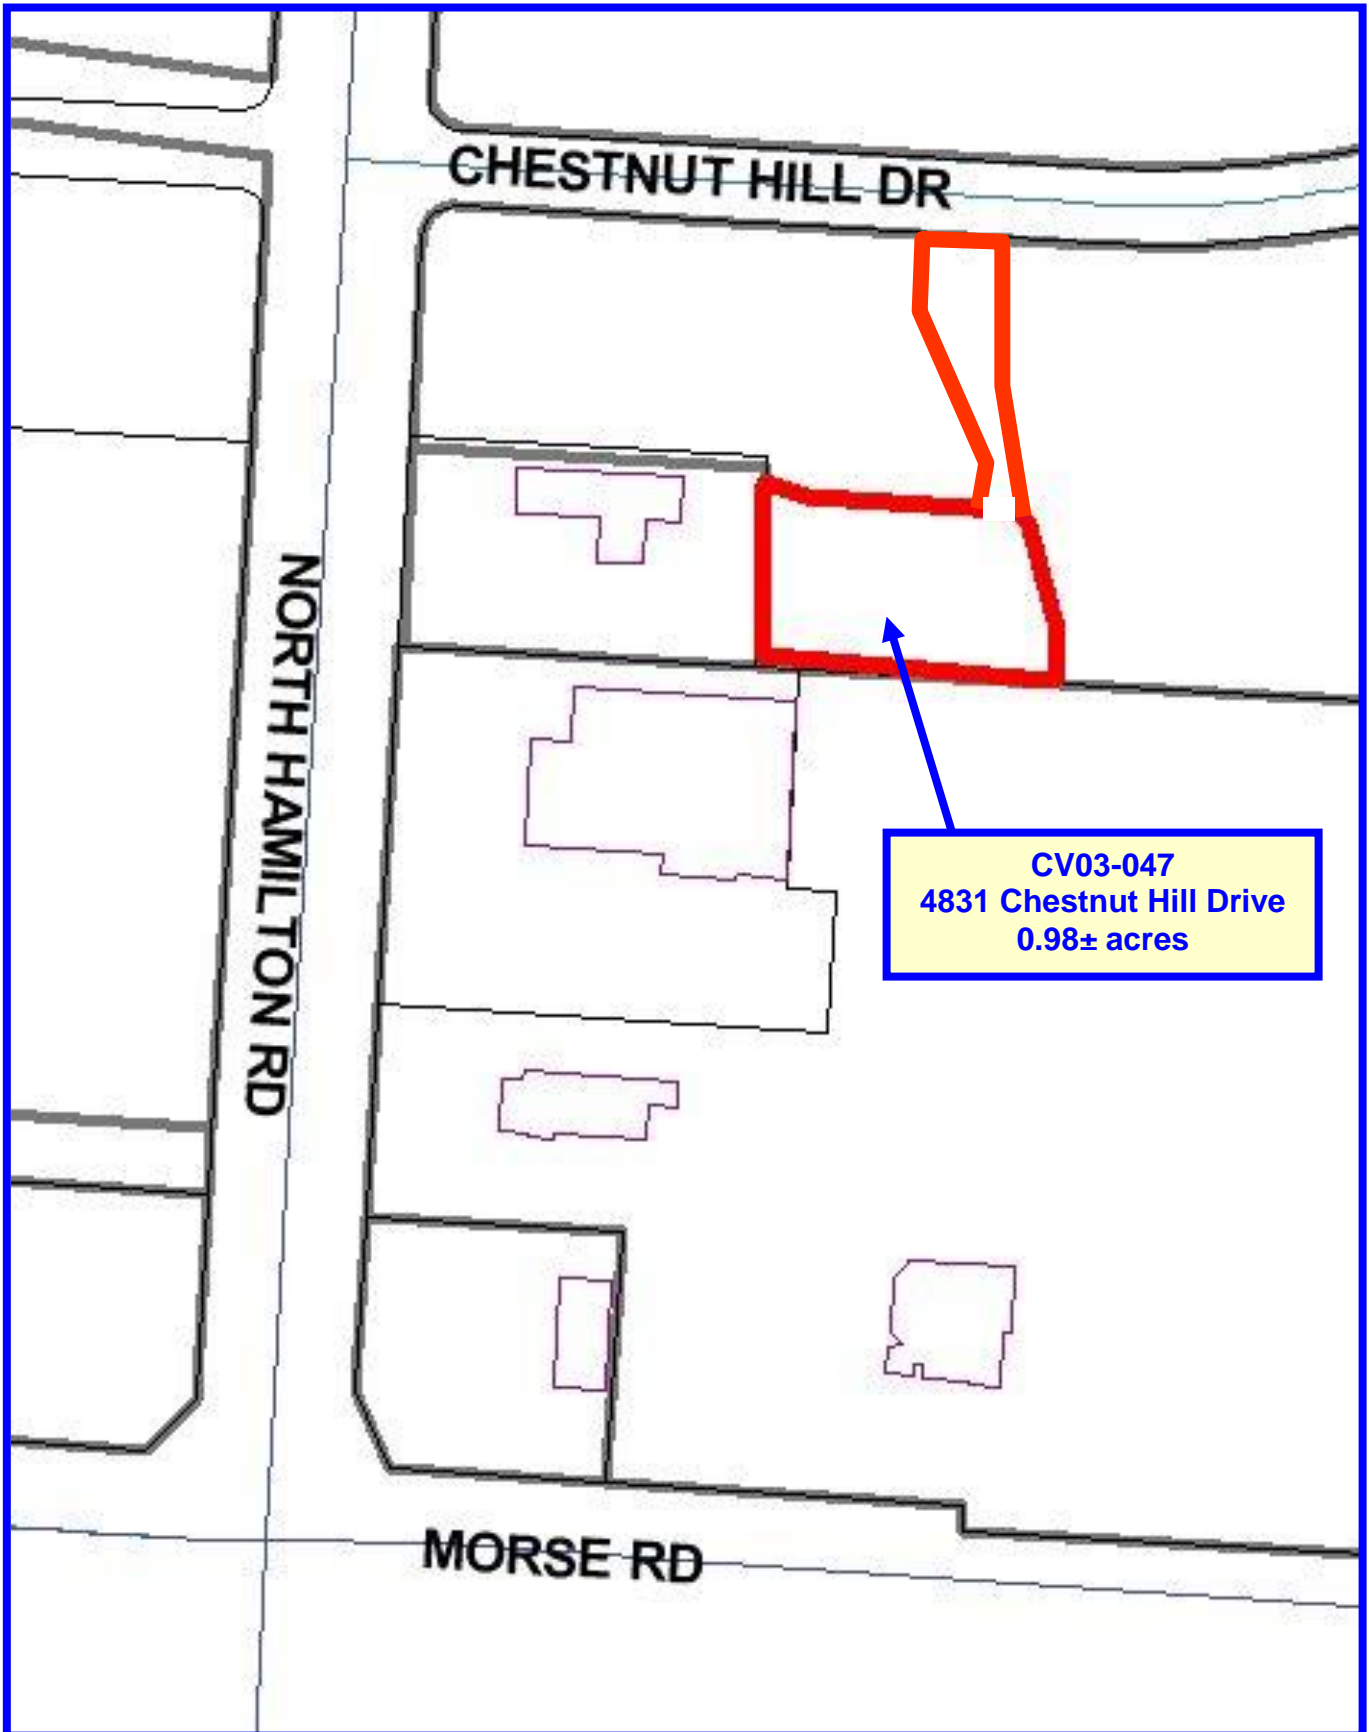 CHESTNUT HILL DR
NORTH HAMILTON RD
CV03-047
4831 Chestnut Hill Drive
0.98± acres
MORSE RD